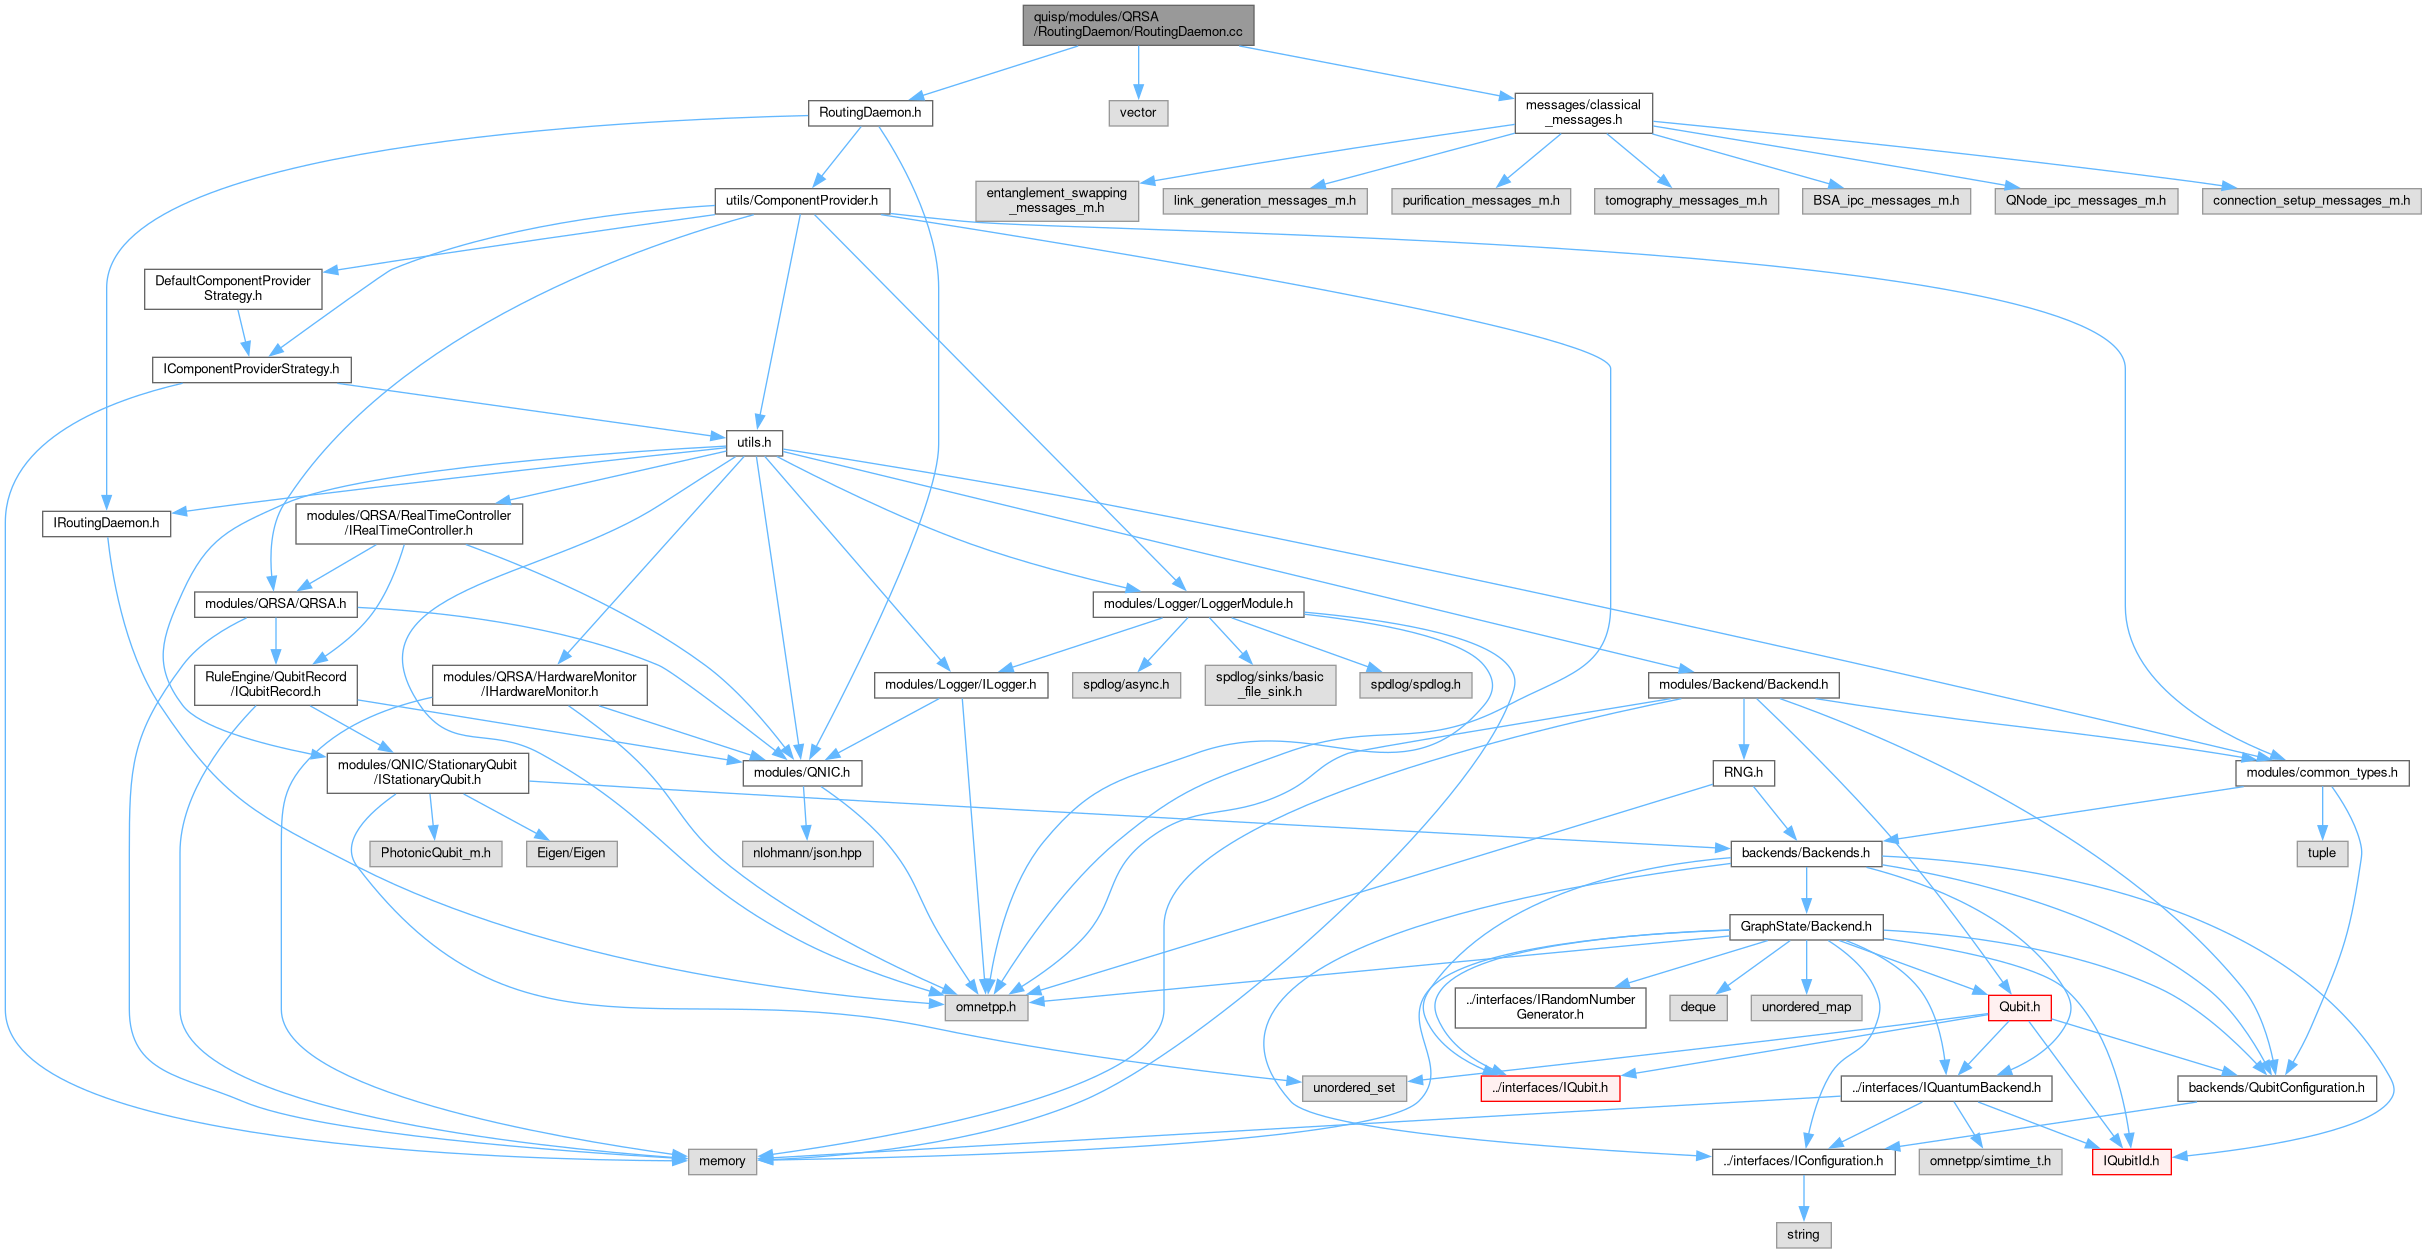 quisp/modules/QRSA
/RoutingDaemon/RoutingDaemon.cc
RoutingDaemon.h
vector
messages/classical
_messages.h
entanglement_swapping
_messages_m.h
link_generation_messages_m.h
purification_messages_m.h
tomography_messages_m.h
BSA_ipc_messages_m.h
QNode_ipc_messages_m.h
connection_setup_messages_m.h
utils/ComponentProvider.h
DefaultComponentProvider
Strategy.h
IComponentProviderStrategy.h
utils.h
IRoutingDaemon.h
modules/QRSA/RealTimeController
/IRealTimeController.h
modules/QRSA/QRSA.h
modules/Logger/LoggerModule.h
RuleEngine/QubitRecord
/IQubitRecord.h
modules/QRSA/HardwareMonitor
/IHardwareMonitor.h
modules/Logger/ILogger.h
spdlog/async.h
spdlog/sinks/basic
_file_sink.h
spdlog/spdlog.h
modules/Backend/Backend.h
modules/QNIC/StationaryQubit
/IStationaryQubit.h
modules/QNIC.h
RNG.h
modules/common_types.h
PhotonicQubit_m.h
Eigen/Eigen
nlohmann/json.hpp
backends/Backends.h
tuple
GraphState/Backend.h
omnetpp.h
../interfaces/IRandomNumber
Generator.h
deque
unordered_map
Qubit.h
unordered_set
../interfaces/IQubit.h
../interfaces/IQuantumBackend.h
backends/QubitConfiguration.h
memory
../interfaces/IConfiguration.h
omnetpp/simtime_t.h
IQubitId.h
string